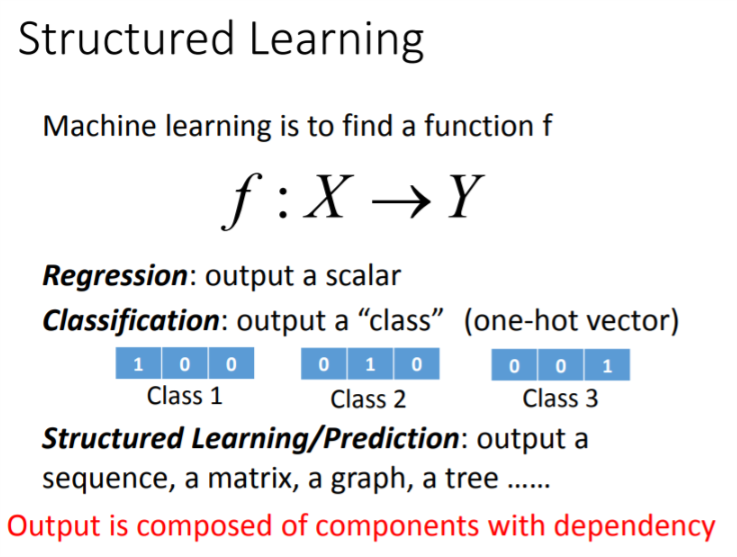 Structured Learning
Machine learning is to find a function f
f : X → Y
Regression: output a scalar
Classification: output a “class” (one-hot vector)
1 0 0 0 1 0 0 0 1
Class 1 Class 2 Class 3
Structured Learning/Prediction: output a
sequence, a matrix, a graph, a tree ......
Output is composed of components with dependency